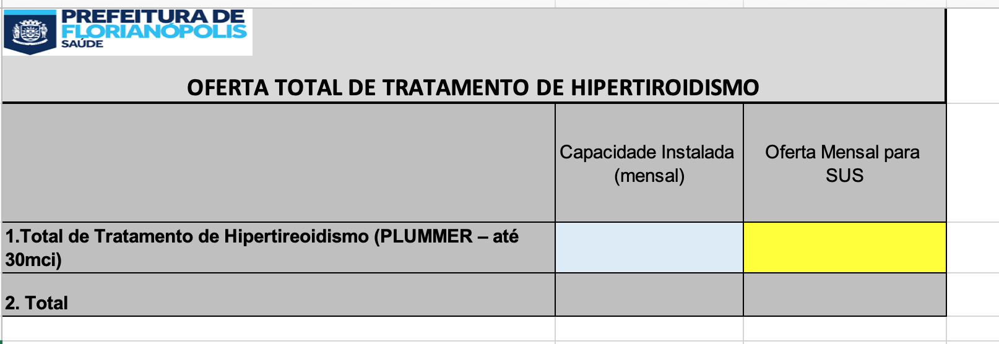 PREFEITURA DE
FLORIANÓPOLIS
SAÚDE
OFERTA TOTAL DE TRATAMENTO DE HIPERTIROIDISMO
Capacidade Instalada
(mensal)
Oferta Mensal para
SUS
1.Total de Tratamento de Hipertireoidismo (PLUMMER – até
30mci)
2. Total